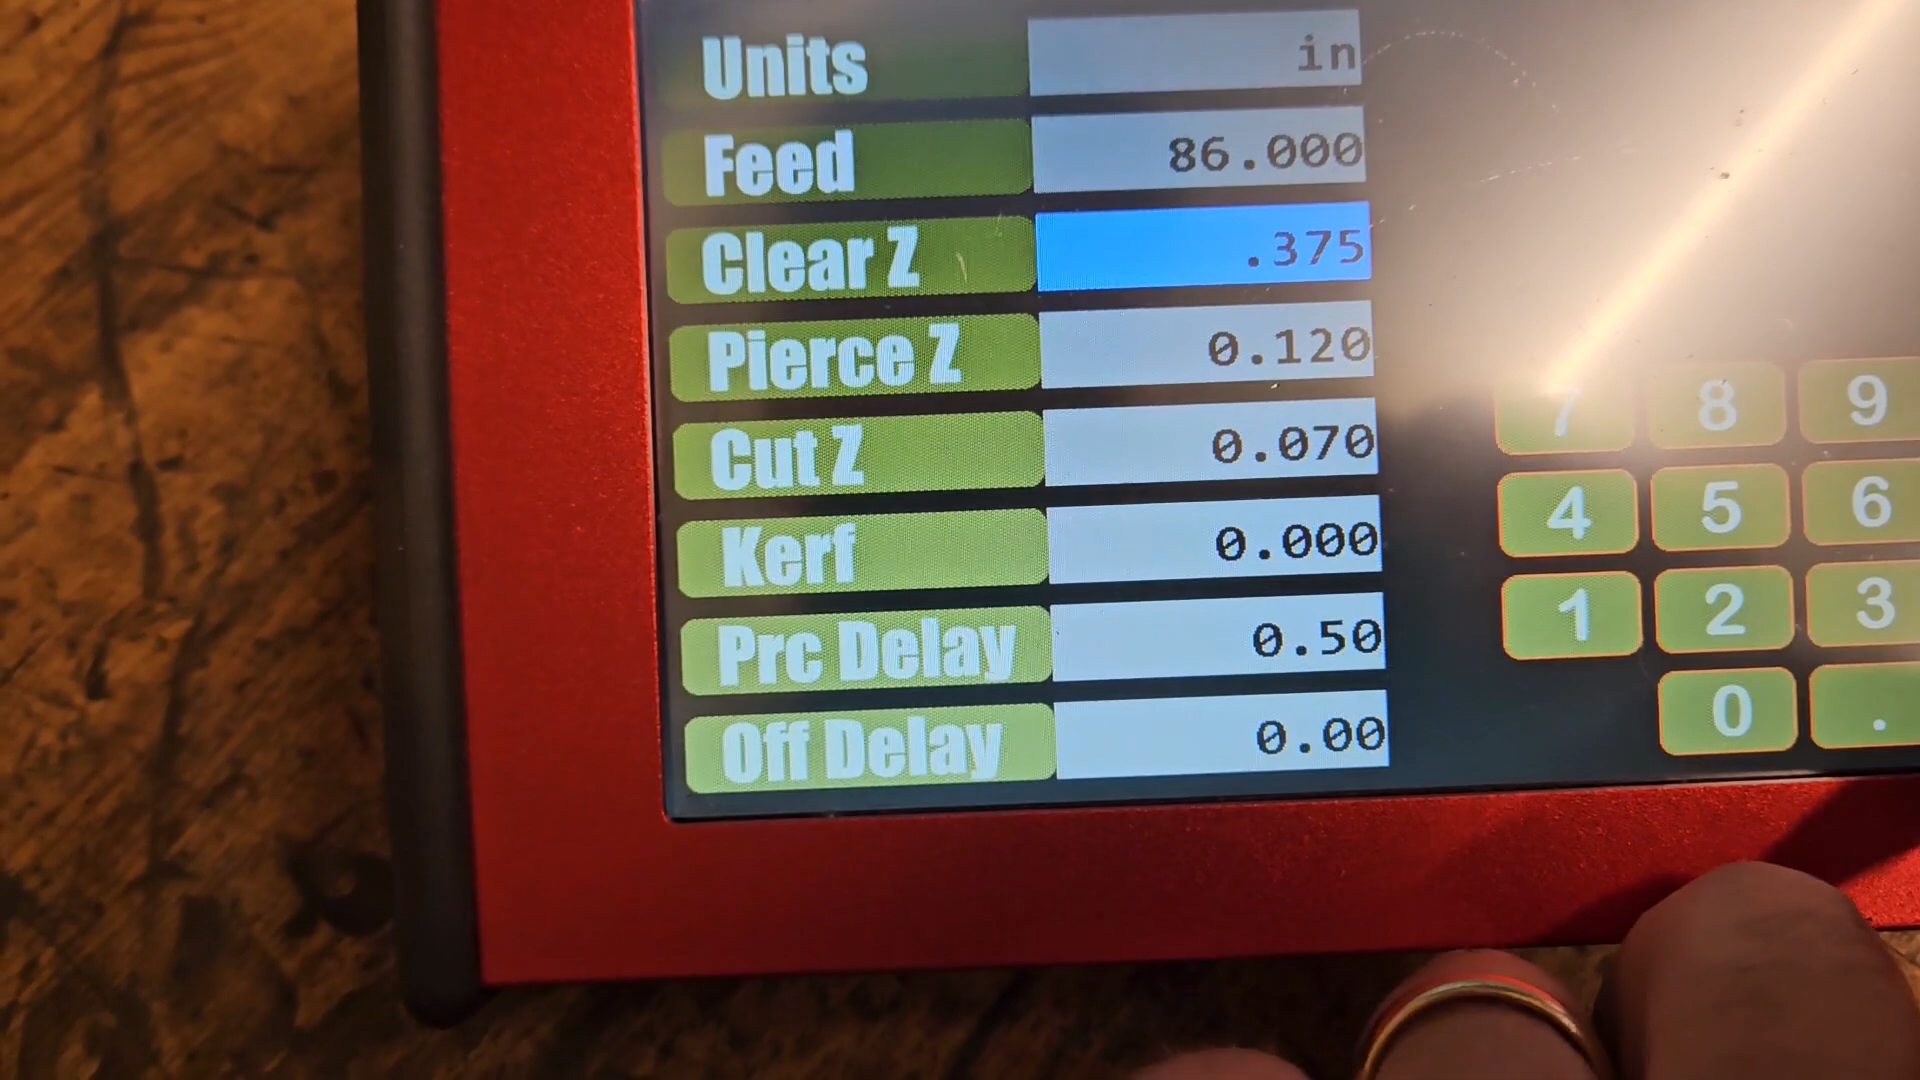 Units in
Feed 86.000
Clear Z .375
Pierce Z 0.120
Cut Z 0.070
Kerf 0.000
Prc Delay 0.50
Off Delay 0.00
7 8 9
4 5 6
1 2 3
0 .